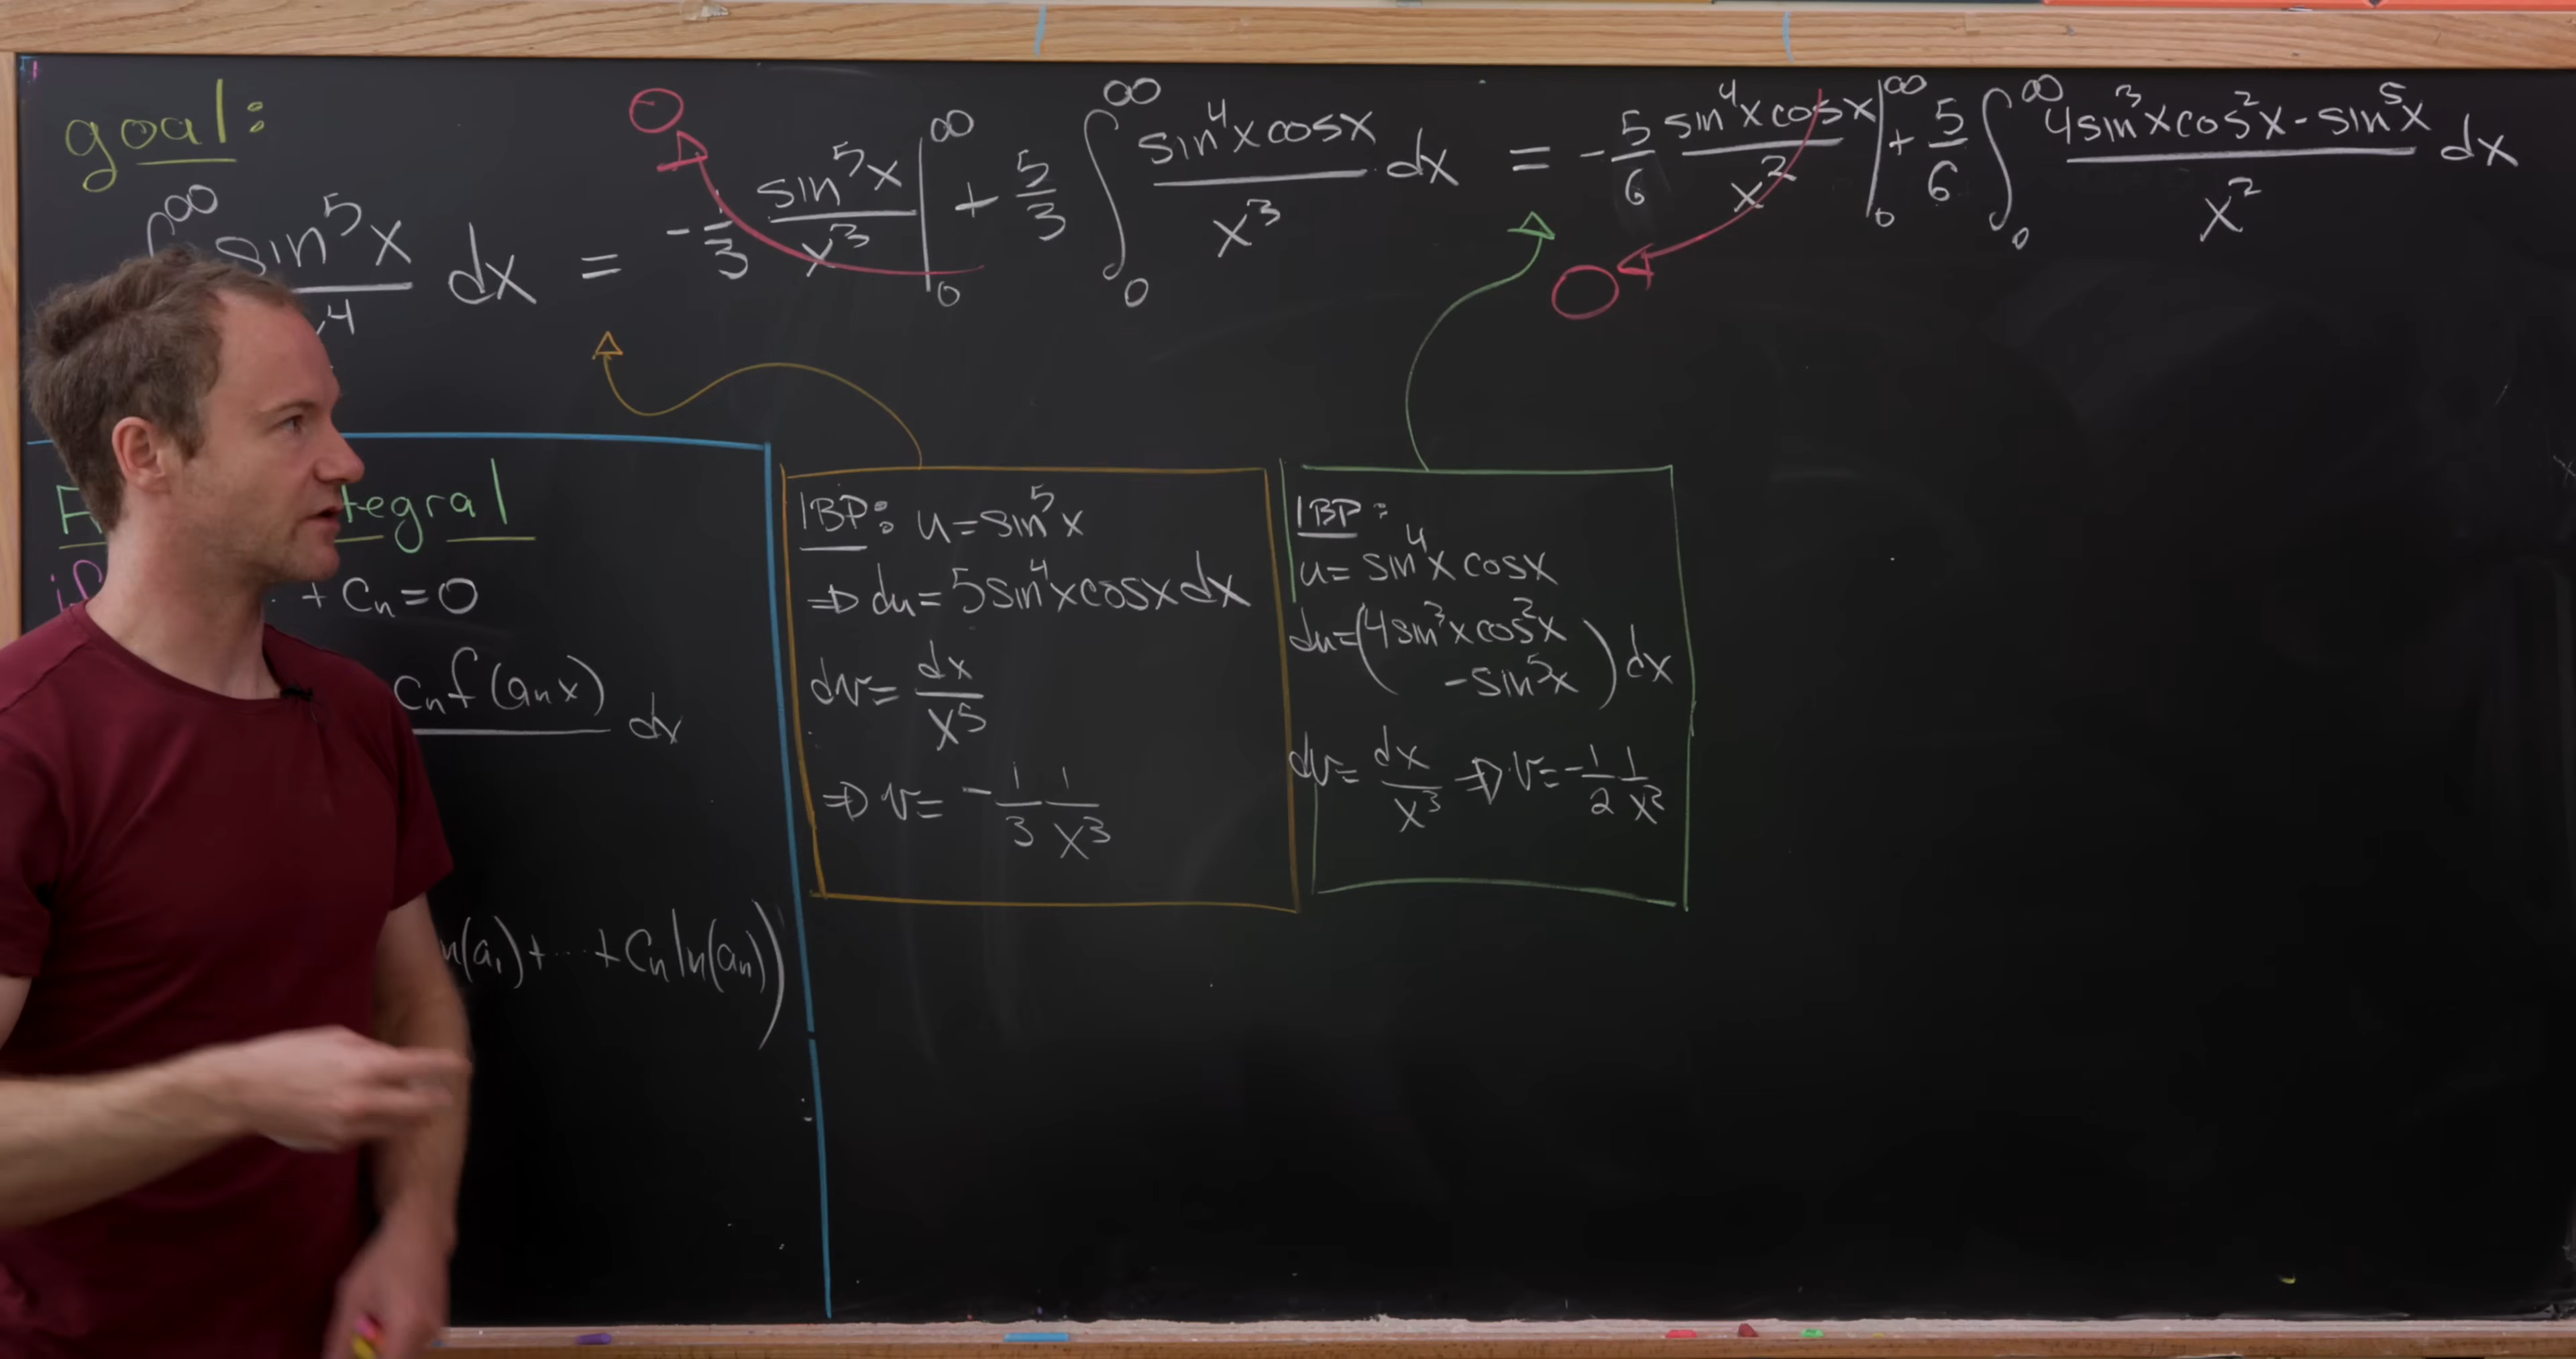 goal:
∫₀^∞ sin⁵x / x⁴ dx = -1/3 sin⁵x/x³ |₀^∞ + 5/3 ∫₀^∞ sin⁴x cosx / x³ dx = -5/6 sin⁴x cosx / x² |₀^∞ + 5/6 ∫₀^∞ 4sin³x cos²x - sin⁵x / x² dx
0
0
tegral
+ cₙ = 0
cₙf(aₙx) dx
n(a₁) + ··· + Cₙ ln(aₙ))
IBP: u = sin⁵x
⇒ du = 5sin⁴x cosx dx
dv = dx/x⁵
⇒ v = -1/3 1/x³
IBP:
u = sin⁴x cosx
du = (4sin³x cos²x
- sin⁵x) dx
dv = dx/x³ ⇒ v = -1/2 1/x²